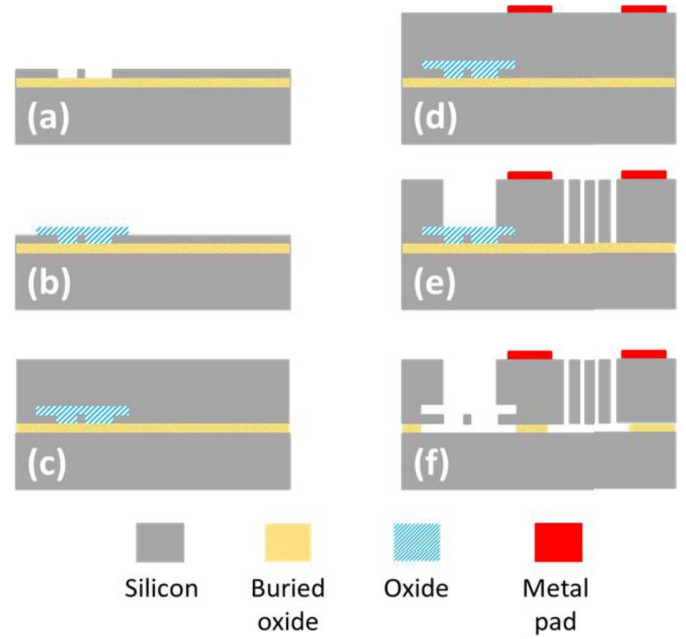 (a)
(b)
(c)
(d)
(e)
(f)
Silicon
Buried
oxide
Oxide
Metal
pad